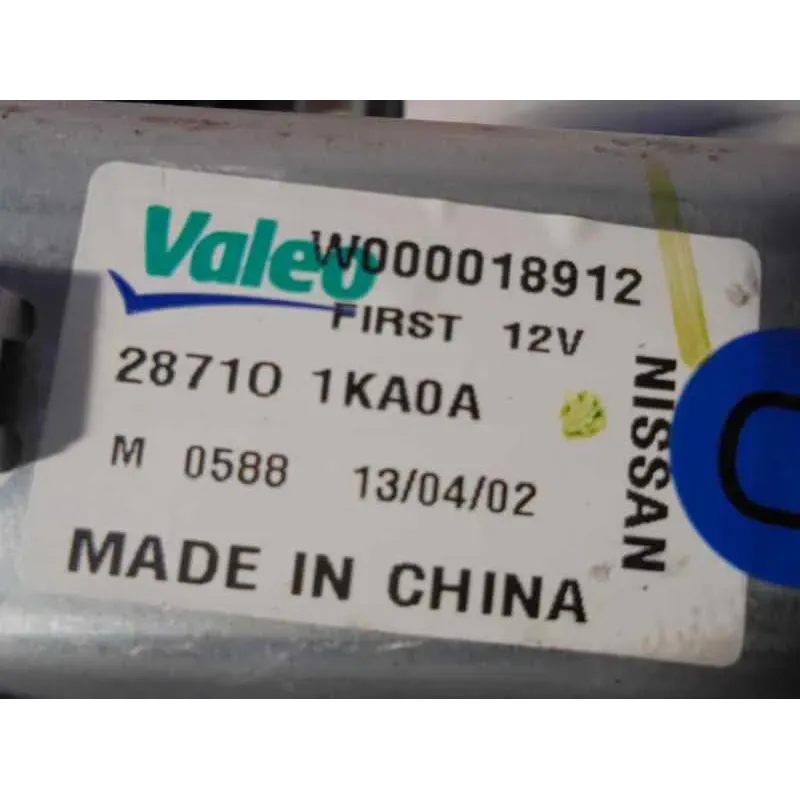 Valeo W000018912
FIRST 12V
28710 1KA0A
M 0588 13/04/02
MADE IN CHINA
NISSAN